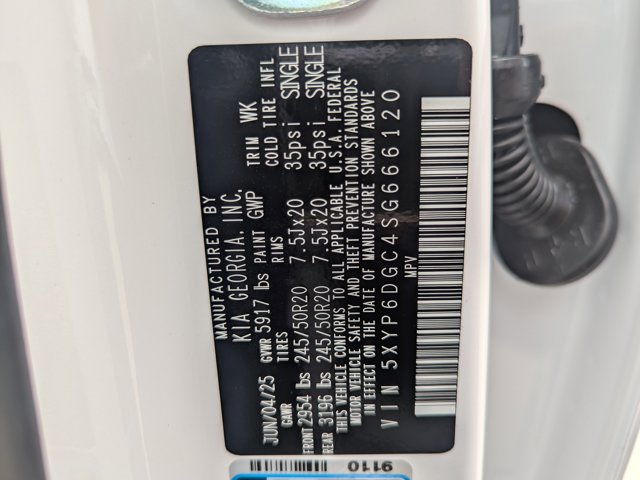 MANUFACTURED BY
KIA GEORGIA, INC.
JUN/04/25 GVWR 5917 lbs PAINT GWP TRIM WK
GAWR TIRES RIMS COLD TIRE INFL
FRONT 2954 lbs 245/50R20 7.5Jx20 35psi SINGLE
REAR 3196 lbs 245/50R20 7.5Jx20 35psi SINGLE
THIS VEHICLE CONFORMS TO ALL APPLICABLE U.S.A. FEDERAL
MOTOR VEHICLE SAFETY AND THEFT PREVENTION STANDARDS
IN EFFECT ON THE DATE OF MANUFACTURE SHOWN ABOVE
VIN 5XYP6DGC4SG666120
MPV
9110